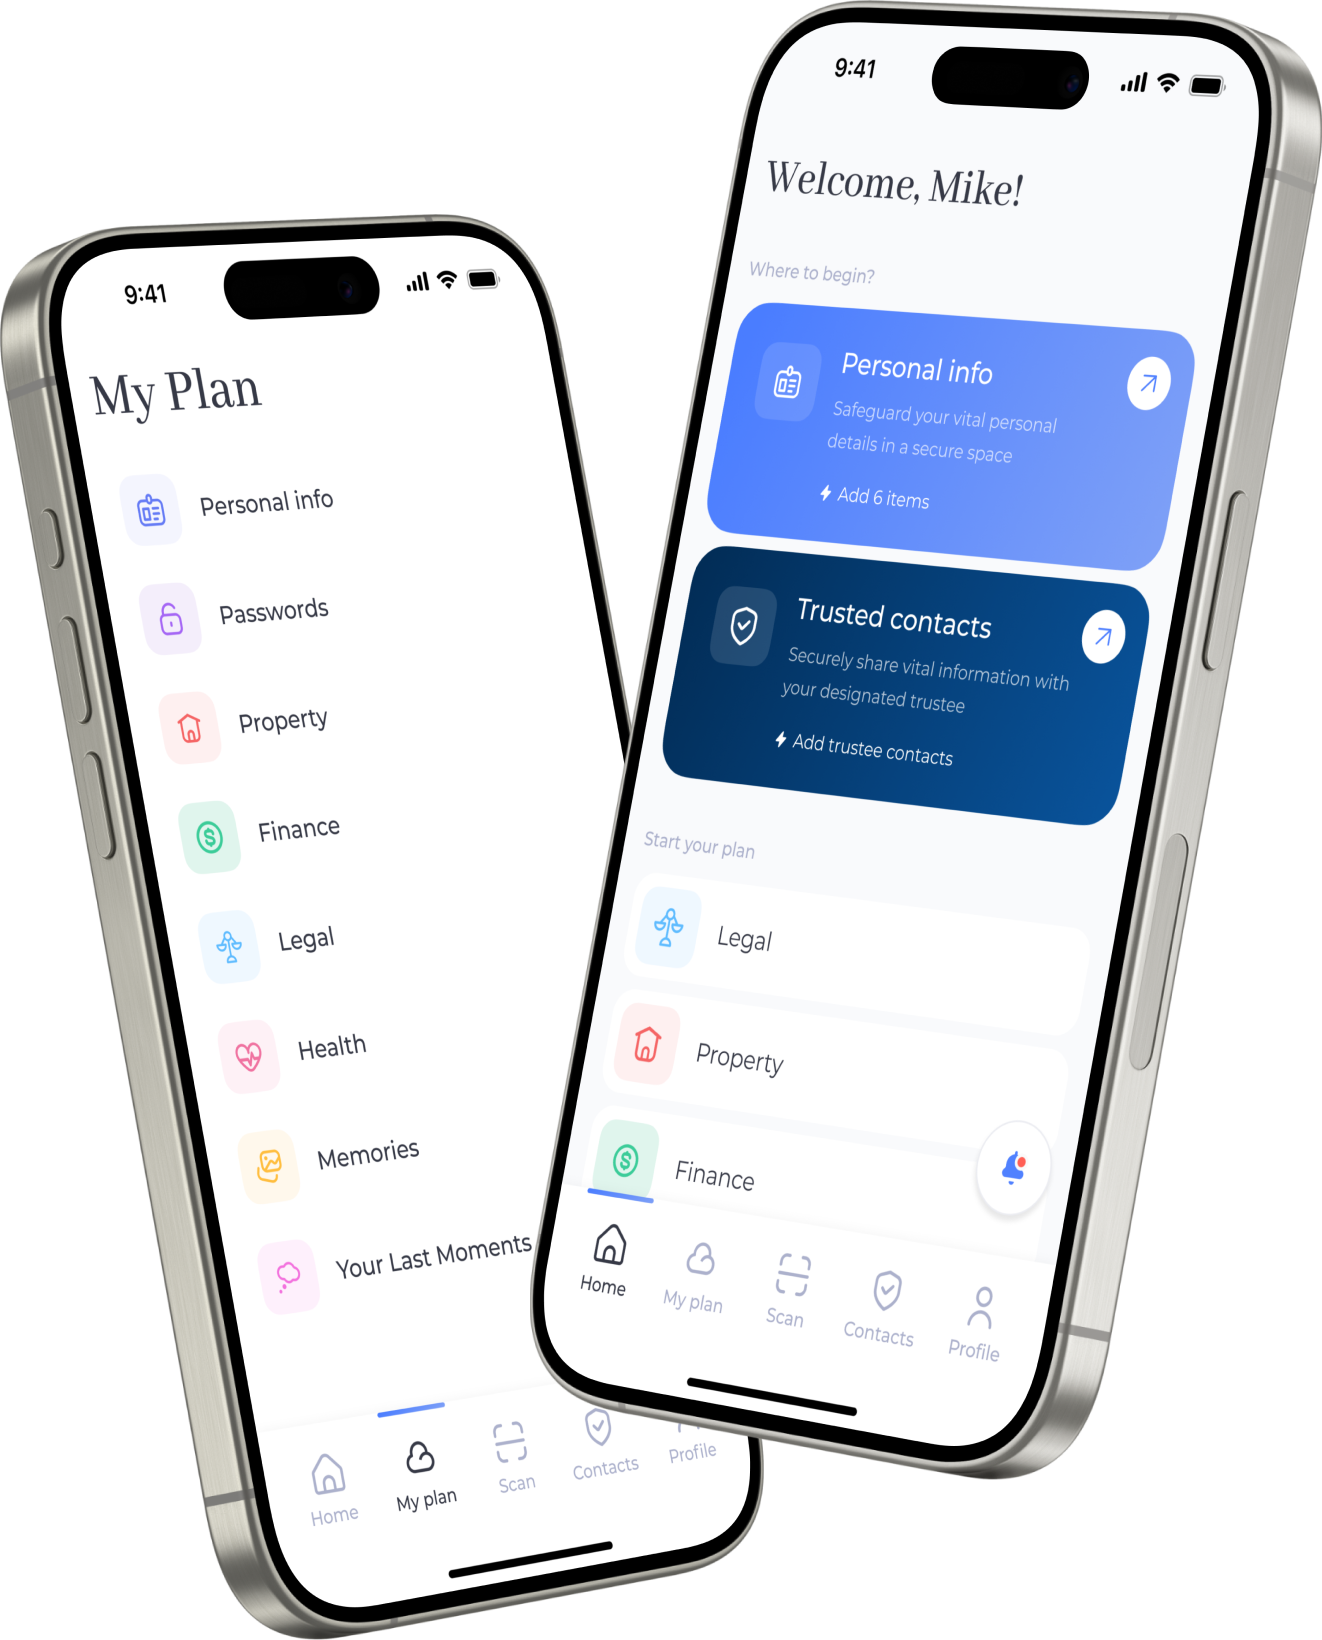 9:41
My Plan
Personal info
Passwords
Property
Finance
Legal
Health
Memories
Your Last Moments
Home
My plan
Scan
Contacts
Profile
9:41
Welcome, Mike!
Where to begin?
Personal info
Safeguard your vital personal
details in a secure space
Add 6 items
Trusted contacts
Securely share vital information with
your designated trustee
Add trustee contacts
Start your plan
Legal
Property
Finance
Home
My plan
Scan
Contacts
Profile